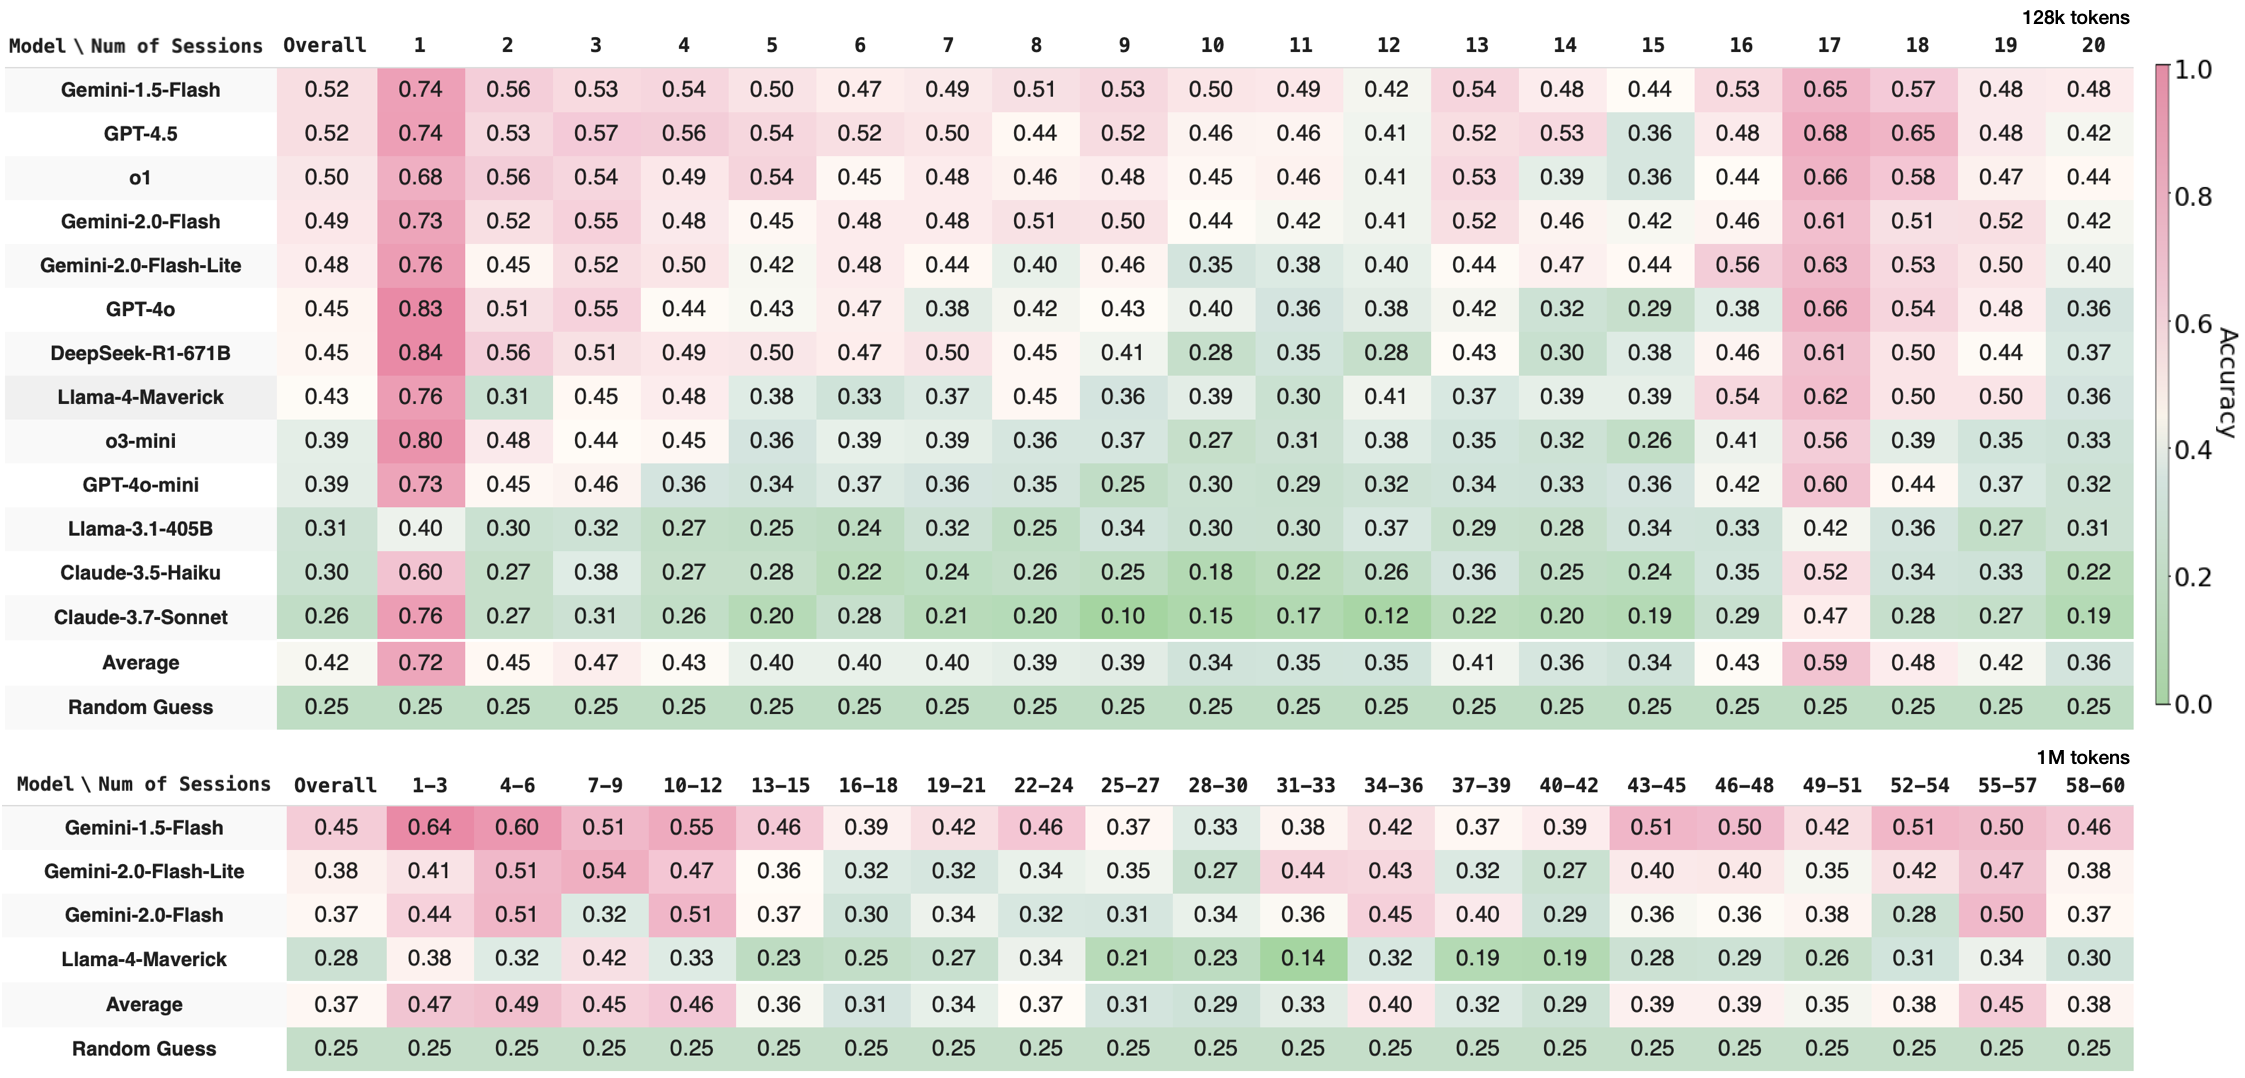 128k tokens
Model \ Num of Sessions Overall 1 2 3 4 5 6 7 8 9 10 11 12 13 14 15 16 17 18 19 20
Gemini-1.5-Flash 0.52 0.74 0.56 0.53 0.54 0.50 0.47 0.49 0.51 0.53 0.50 0.49 0.42 0.54 0.48 0.44 0.53 0.65 0.57 0.48 0.48
GPT-4.5 0.52 0.74 0.53 0.57 0.56 0.54 0.52 0.50 0.44 0.52 0.46 0.46 0.41 0.52 0.53 0.36 0.48 0.68 0.65 0.48 0.42
o1 0.50 0.68 0.56 0.54 0.49 0.54 0.45 0.48 0.46 0.48 0.45 0.46 0.41 0.53 0.39 0.36 0.44 0.66 0.58 0.47 0.44
Gemini-2.0-Flash 0.49 0.73 0.52 0.55 0.48 0.45 0.48 0.48 0.51 0.50 0.44 0.42 0.41 0.52 0.46 0.42 0.46 0.61 0.51 0.52 0.42
Gemini-2.0-Flash-Lite 0.48 0.76 0.45 0.52 0.50 0.42 0.48 0.44 0.40 0.46 0.35 0.38 0.40 0.44 0.47 0.44 0.56 0.63 0.53 0.50 0.40
GPT-4o 0.45 0.83 0.51 0.55 0.44 0.43 0.47 0.38 0.42 0.43 0.40 0.36 0.38 0.42 0.32 0.29 0.38 0.66 0.54 0.48 0.36
DeepSeek-R1-671B 0.45 0.84 0.56 0.51 0.49 0.50 0.47 0.50 0.45 0.41 0.28 0.35 0.28 0.43 0.30 0.38 0.46 0.61 0.50 0.44 0.37
Llama-4-Maverick 0.43 0.76 0.31 0.45 0.48 0.38 0.33 0.37 0.45 0.36 0.39 0.30 0.41 0.37 0.39 0.39 0.54 0.62 0.50 0.50 0.36
o3-mini 0.39 0.80 0.48 0.44 0.45 0.36 0.39 0.39 0.36 0.37 0.27 0.31 0.38 0.35 0.32 0.26 0.41 0.56 0.39 0.35 0.33
GPT-4o-mini 0.39 0.73 0.45 0.46 0.36 0.34 0.37 0.36 0.35 0.25 0.30 0.29 0.32 0.34 0.33 0.36 0.42 0.60 0.44 0.37 0.32
Llama-3.1-405B 0.31 0.40 0.30 0.32 0.27 0.25 0.24 0.32 0.25 0.34 0.30 0.30 0.37 0.29 0.28 0.34 0.33 0.42 0.36 0.27 0.31
Claude-3.5-Haiku 0.30 0.60 0.27 0.38 0.27 0.28 0.22 0.24 0.26 0.25 0.18 0.22 0.26 0.36 0.25 0.24 0.35 0.52 0.34 0.33 0.22
Claude-3.7-Sonnet 0.26 0.76 0.27 0.31 0.26 0.20 0.28 0.21 0.20 0.10 0.15 0.17 0.12 0.22 0.20 0.19 0.29 0.47 0.28 0.27 0.19
Average 0.42 0.72 0.45 0.47 0.43 0.40 0.40 0.40 0.39 0.39 0.34 0.35 0.35 0.41 0.36 0.34 0.43 0.59 0.48 0.42 0.36
Random Guess 0.25 0.25 0.25 0.25 0.25 0.25 0.25 0.25 0.25 0.25 0.25 0.25 0.25 0.25 0.25 0.25 0.25 0.25 0.25 0.25 0.25
1.0
0.8
0.6
0.4
0.2
0.0
Accuracy
1M tokens
Model \ Num of Sessions Overall 1–3 4–6 7–9 10–12 13–15 16–18 19–21 22–24 25–27 28–30 31–33 34–36 37–39 40–42 43–45 46–48 49–51 52–54 55–57 58–60
Gemini-1.5-Flash 0.45 0.64 0.60 0.51 0.55 0.46 0.39 0.42 0.46 0.37 0.33 0.38 0.42 0.37 0.39 0.51 0.50 0.42 0.51 0.50 0.46
Gemini-2.0-Flash-Lite 0.38 0.41 0.51 0.54 0.47 0.36 0.32 0.32 0.34 0.35 0.27 0.44 0.43 0.32 0.27 0.40 0.40 0.35 0.42 0.47 0.38
Gemini-2.0-Flash 0.37 0.44 0.51 0.32 0.51 0.37 0.30 0.34 0.32 0.31 0.34 0.36 0.45 0.40 0.29 0.36 0.36 0.38 0.28 0.50 0.37
Llama-4-Maverick 0.28 0.38 0.32 0.42 0.33 0.23 0.25 0.27 0.34 0.21 0.23 0.14 0.32 0.19 0.19 0.28 0.29 0.26 0.31 0.34 0.30
Average 0.37 0.47 0.49 0.45 0.46 0.36 0.31 0.34 0.37 0.31 0.29 0.33 0.40 0.32 0.29 0.39 0.39 0.35 0.38 0.45 0.38
Random Guess 0.25 0.25 0.25 0.25 0.25 0.25 0.25 0.25 0.25 0.25 0.25 0.25 0.25 0.25 0.25 0.25 0.25 0.25 0.25 0.25 0.25